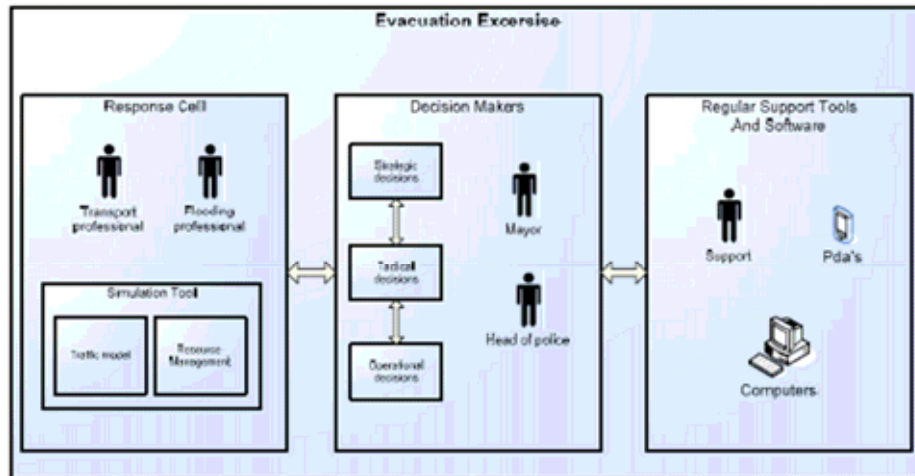 Evacuation Excersise
Response Cell
Transport
professional
Flooding
professional
Simulation Tool
Traffic model
Resource
Management
Decision Makers
Strategic
decisions
Tactical
decisions
Operational
decisions
Mayor
Head of police
Regular Support Tools
And Software
Support
Pda's
Computers